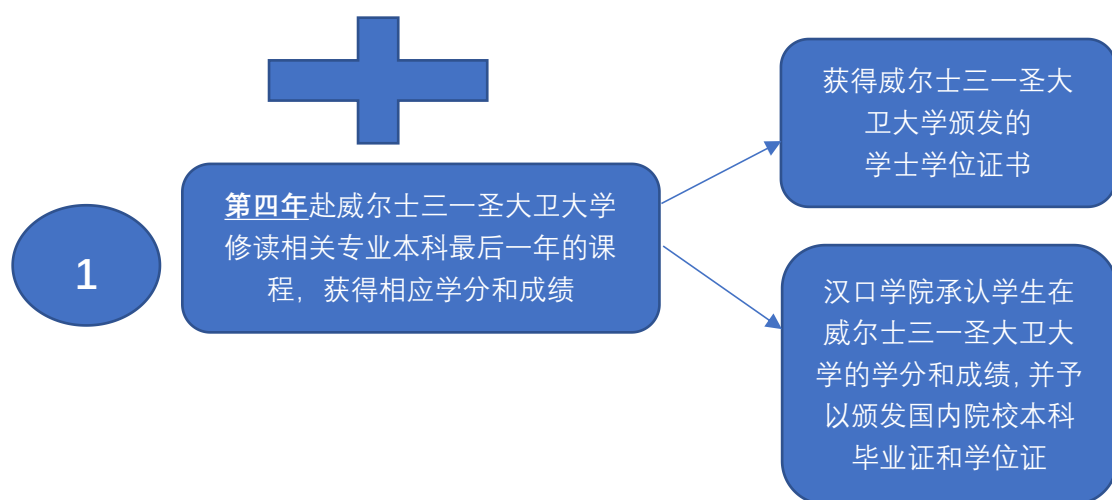 1
第四年赴威尔士三一圣大卫大学
修读相关专业本科最后一年的课
程，获得相应学分和成绩
获得威尔士三一圣大
卫大学颁发的
学士学位证书
汉口学院承认学生在
威尔士三一圣大卫大
学的学分和成绩，并予
以颁发国内院校本科
毕业证和学位证